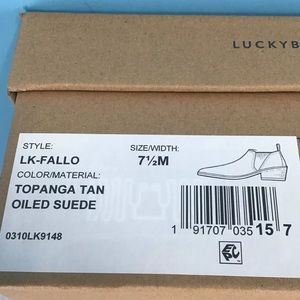 LUCKYB
STYLE: SIZE/WIDTH:
LK-FALLO 7½M
COLOR/MATERIAL:
TOPANGA TAN
OILED SUEDE
0310LK9148
1 91707 035 15 7